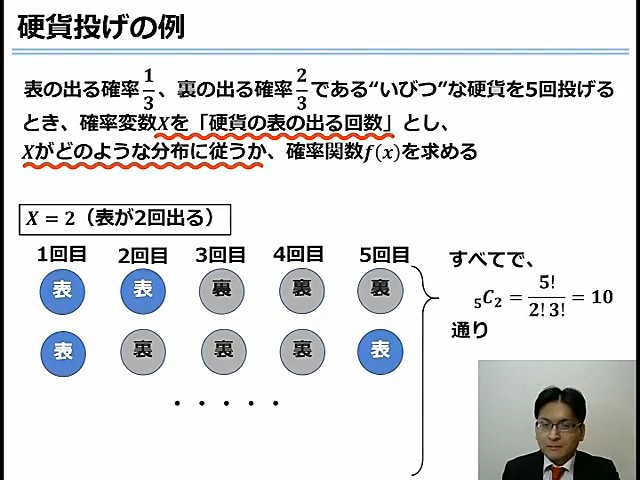 硬貨投げの例
表の出る確率1/3、裏の出る確率2/3である“いびつ”な硬貨を5回投げる
とき、確率変数Xを「硬貨の表の出る回数」とし、
Xがどのような分布に従うか、確率関数f(x)を求める
X = 2（表が2回出る）
1回目 2回目 3回目 4回目 5回目
表 表 裏 裏 裏
表 裏 裏 裏 表
・・・・・
すべてで、
₅C₂ = 5!/2!3! = 10
通り